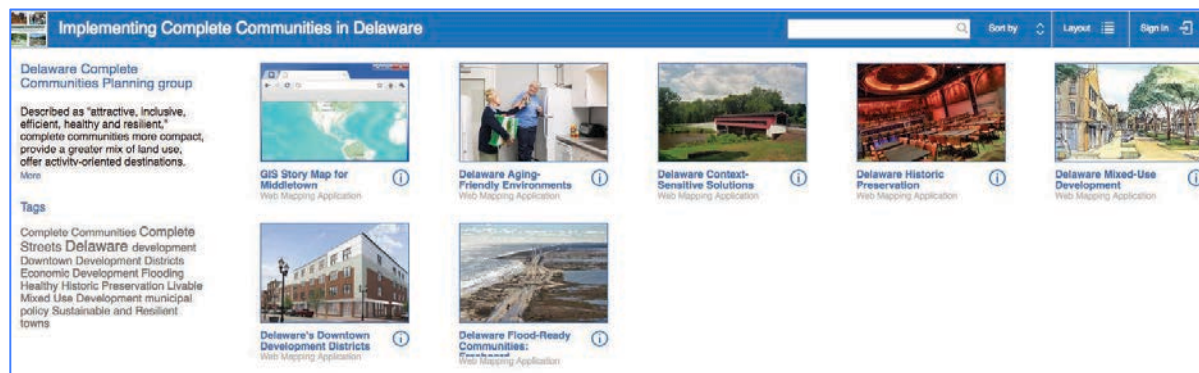 Implementing Complete Communities in Delaware
Sort by
Layout
Sign In
Delaware Complete
Communities Planning group
Described as "attractive, inclusive,
efficient, healthy and resilient,"
complete communities more compact,
provide a greater mix of land use,
offer activity-oriented destinations.
More
Tags
Complete Communities Complete
Streets Delaware development
Downtown Development Districts
Economic Development Flooding
Healthy Historic Preservation Livable
Mixed Use Development municipal
policy Sustainable and Resilient
towns
GIS Story Map for
Middletown
Web Mapping Application
Delaware Aging-
Friendly Environments
Web Mapping Application
Delaware Context-
Sensitive Solutions
Web Mapping Application
Delaware Historic
Preservation
Web Mapping Application
Delaware Mixed-Use
Development
Web Mapping Application
Delaware's Downtown
Development Districts
Web Mapping Application
Delaware Flood-Ready
Communities:
Web Mapping Application